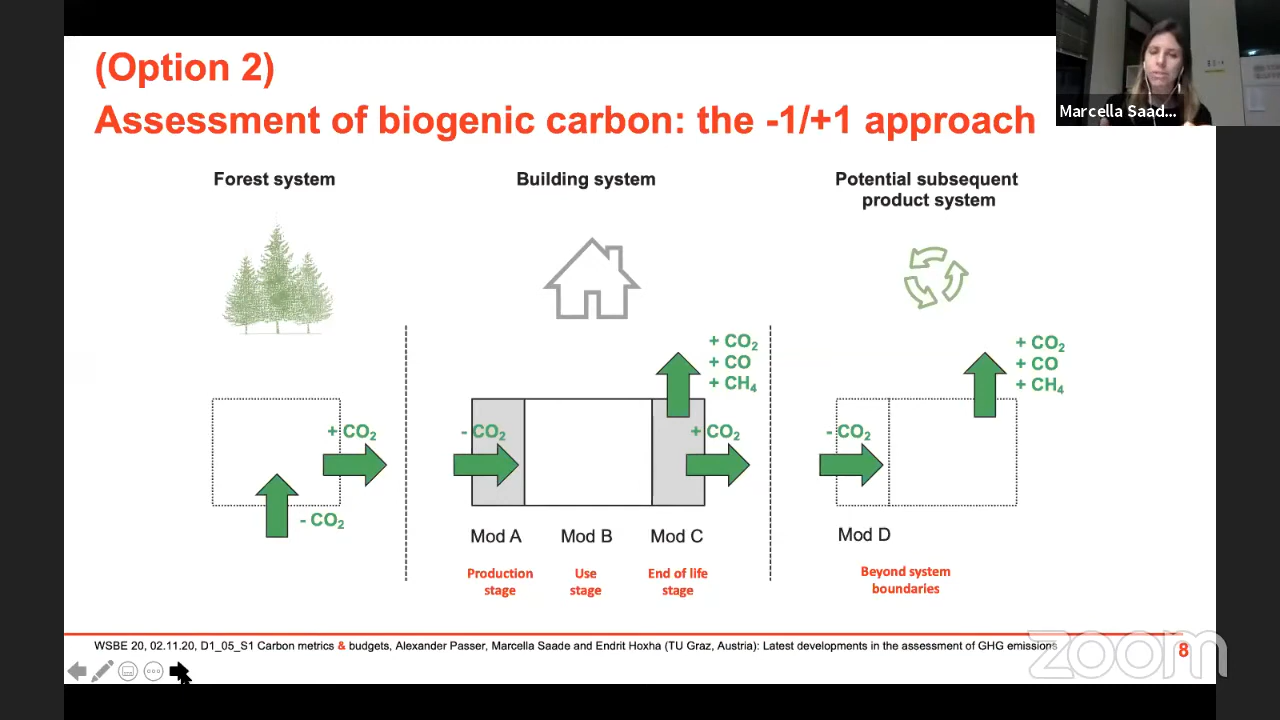 (Option 2)
Assessment of biogenic carbon: the -1/+1 approach
Marcella Saad...
Forest system
Building system
Potential subsequent
product system
+ CO₂
- CO₂
- CO₂
+ CO₂
+ CO
+ CH₄
+ CO₂
- CO₂
+ CO₂
+ CO
+ CH₄
Mod A
Mod B
Mod C
Mod D
Production
stage
Use
stage
End of life
stage
Beyond system
boundaries
WSBE 20, 02.11.20, D1_05_S1 Carbon metrics & budgets, Alexander Passer, Marcella Saade and Endrit Hoxha (TU Graz, Austria): Latest developments in the assessment of GHG emissions
8
zoom